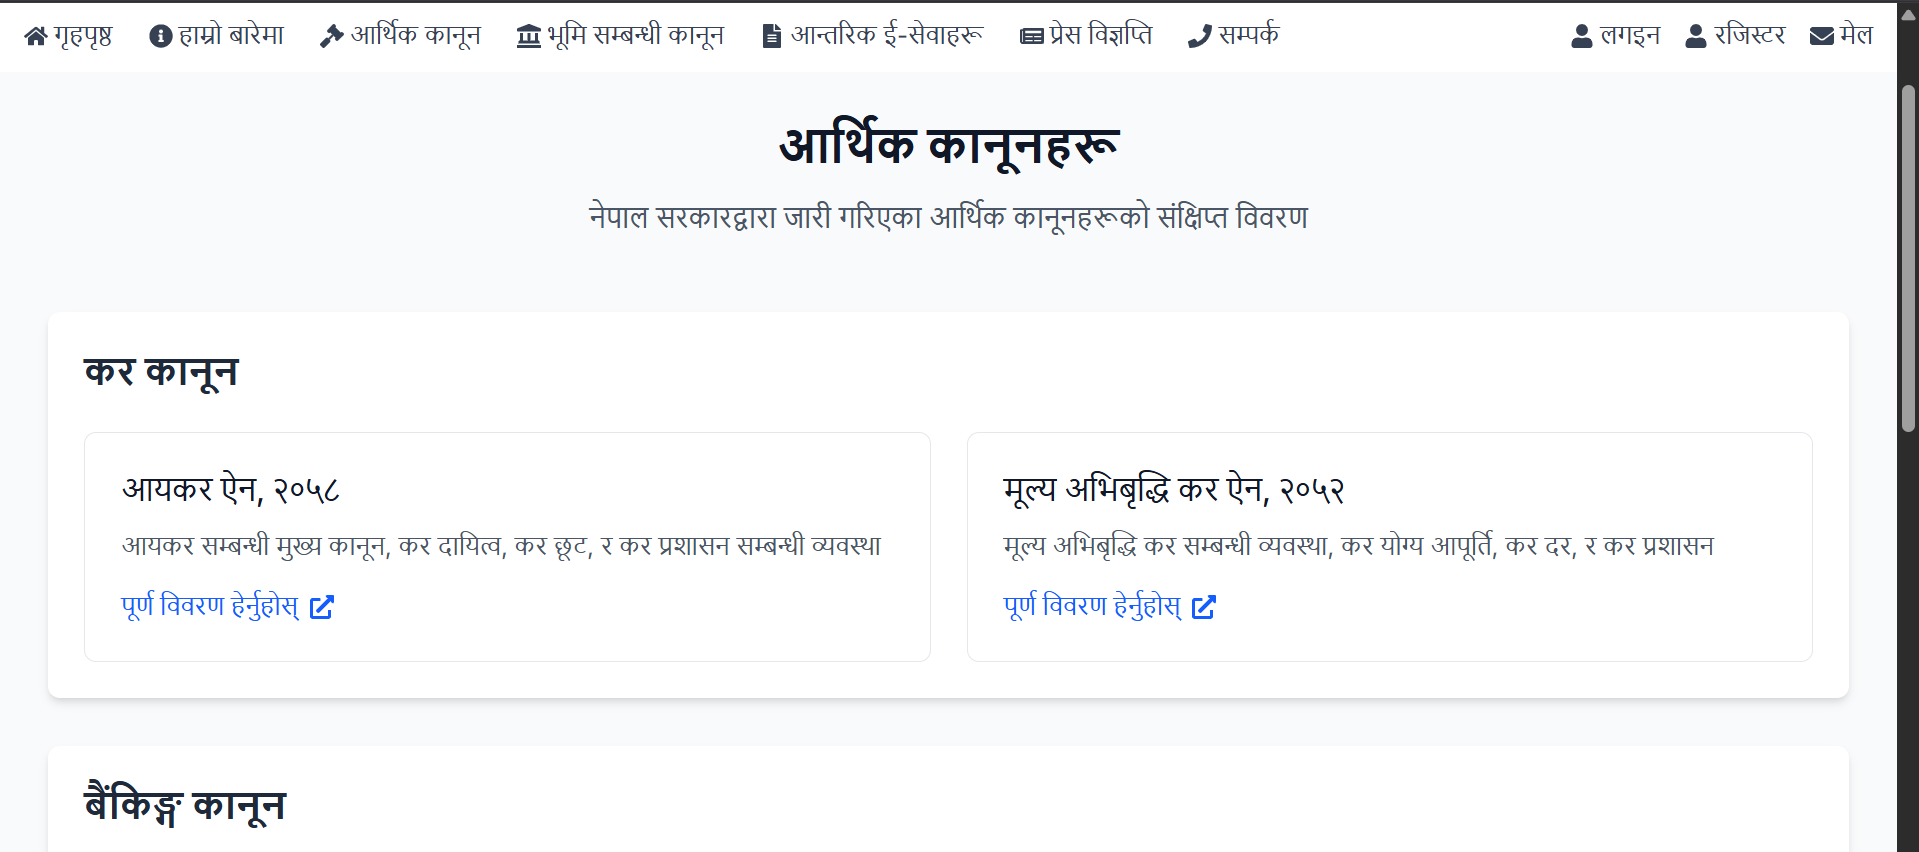 गृहपृष्ठ हाम्रो बारेमा आर्थिक कानून भूमि सम्बन्धी कानून आन्तरिक ई-सेवाहरू प्रेस विज्ञप्ति सम्पर्क लगइन रजिस्टर मेल
आर्थिक कानूनहरू
नेपाल सरकारद्वारा जारी गरिएका आर्थिक कानूनहरूको संक्षिप्त विवरण
कर कानून
आयकर ऐन, २०५८
आयकर सम्बन्धी मुख्य कानून, कर दायित्व, कर छूट, र कर प्रशासन सम्बन्धी व्यवस्था
पूर्ण विवरण हेर्नुहोस्
मूल्य अभिबृद्धि कर ऐन, २०५२
मूल्य अभिबृद्धि कर सम्बन्धी व्यवस्था, कर योग्य आपूर्ति, कर दर, र कर प्रशासन
पूर्ण विवरण हेर्नुहोस्
बैंकिङ्ग कानून